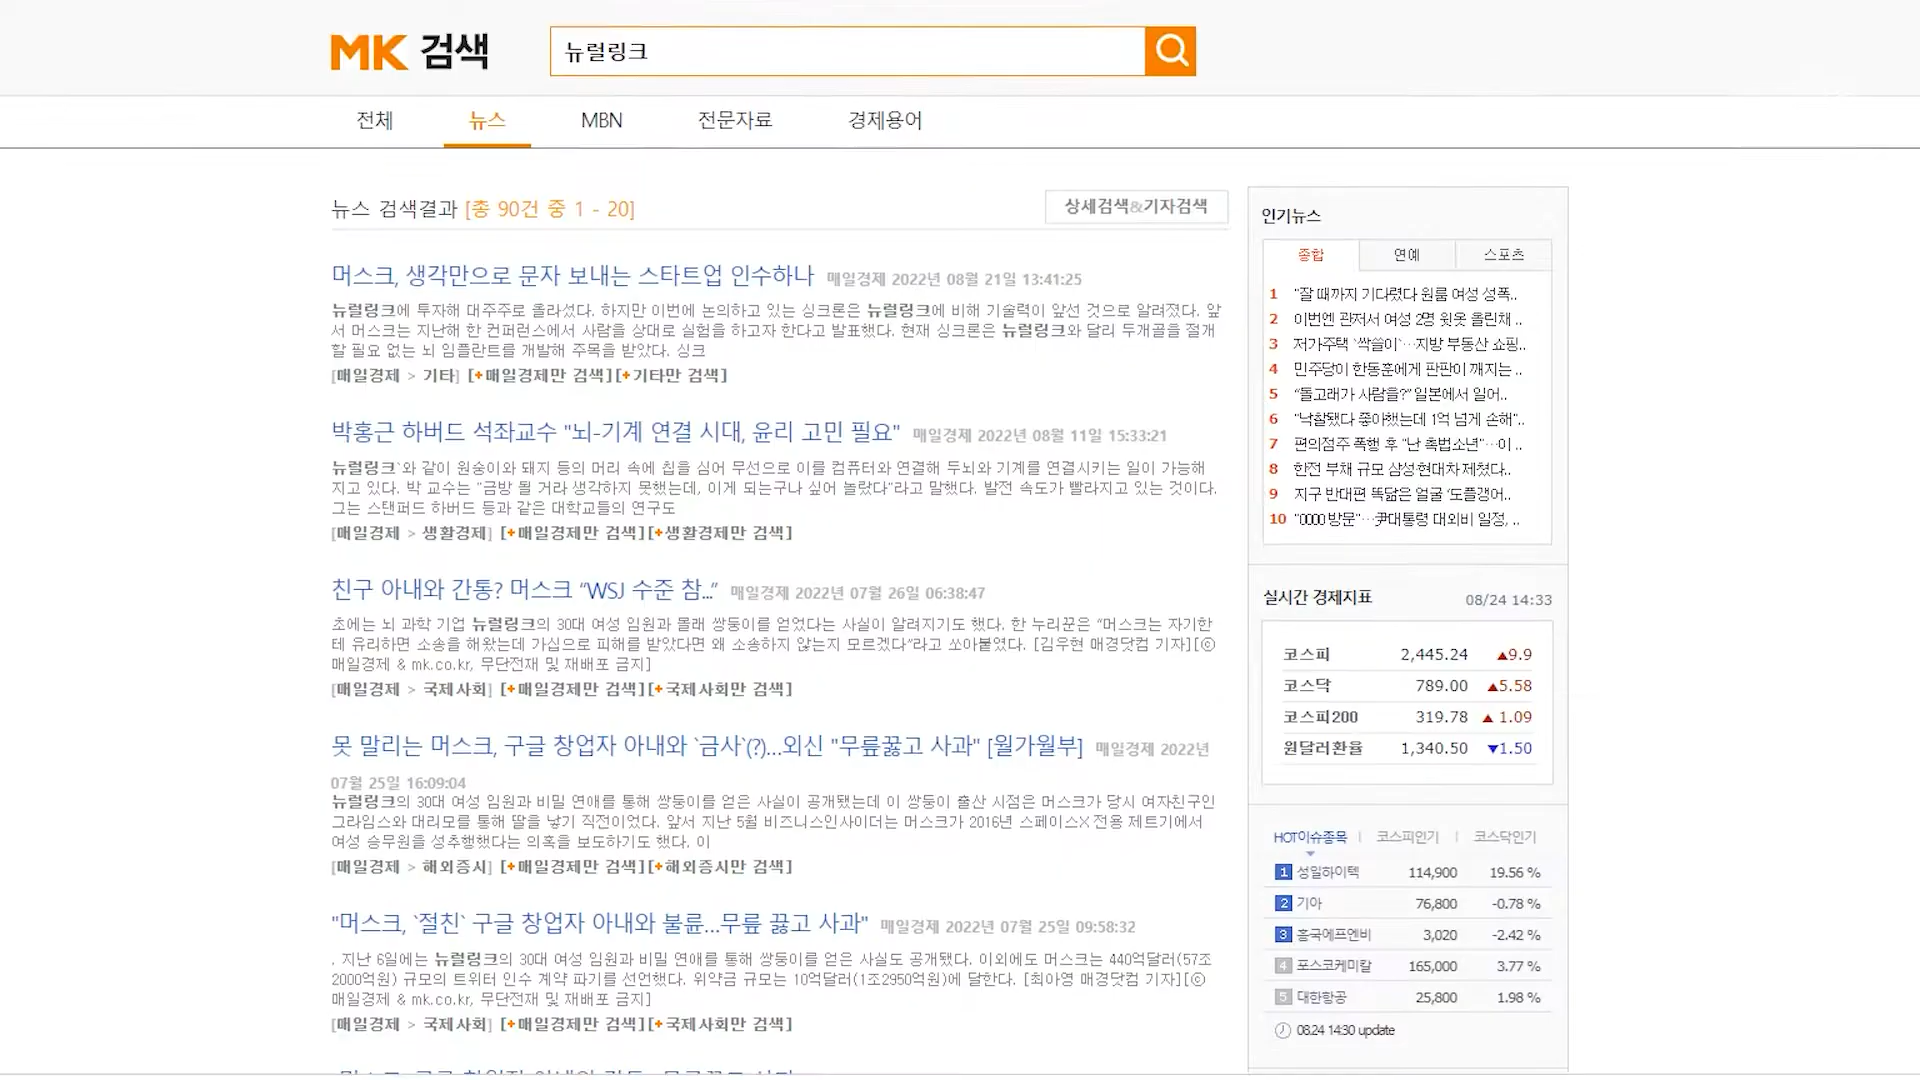 MK 검색
뉴럴링크
전체 뉴스 MBN 전문자료 경제용어
뉴스 검색결과 [총 90건 중 1 - 20]
상세검색&기자검색
머스크, 생각만으로 문자 보내는 스타트업 인수하나 매일경제 2022년 08월 21일 13:41:25
뉴럴링크에 투자해 대주주로 올라섰다. 하지만 이번에 논의하고 있는 싱크론은 뉴럴링크에 비해 기술력이 앞선 것으로 알려졌다. 앞
서 머스크는 지난해 한 컨퍼런스에서 사람을 상대로 실험을 하고자 한다고 발표했다. 현재 싱크론은 뉴럴링크와 달리 두개골을 절개
할 필요 없는 뇌 임플란트를 개발해 주목을 받았다. 싱크
[매일경제 > 기타] [+매일경제만 검색][+기타만 검색]
박홍근 하버드 석좌교수 "뇌-기계 연결 시대, 윤리 고민 필요" 매일경제 2022년 08월 11일 15:33:21
뉴럴링크`와 같이 원숭이와 돼지 등의 머리 속에 칩을 심어 무선으로 이를 컴퓨터와 연결해 두뇌와 기계를 연결시키는 일이 가능해
지고 있다. 박 교수는 "금방 될 거라 생각하지 못했는데, 이게 되는구나 싶어 놀랐다"라고 말했다. 발전 속도가 빨라지고 있는 것이다.
그는 스탠퍼드 하버드 등과 같은 대학교들의 연구도
[매일경제 > 생활경제] [+매일경제만 검색][+생활경제만 검색]
친구 아내와 간통? 머스크 “WSJ 수준 참...” 매일경제 2022년 07월 26일 06:38:47
초에는 뇌 과학 기업 뉴럴링크의 30대 여성 임원과 몰래 쌍둥이를 얻었다는 사실이 알려지기도 했다. 한 누리꾼은 “머스크는 자기한
테 유리하면 소송을 해왔는데 가십으로 피해를 받았다면 왜 소송하지 않는지 모르겠다”라고 쏘아붙였다. [김우현 매경닷컴 기자][ⓒ
매일경제 & mk.co.kr, 무단전재 및 재배포 금지]
[매일경제 > 국제사회] [+매일경제만 검색][+국제사회만 검색]
못 말리는 머스크, 구글 창업자 아내와 `금사`(?)...외신 "무릎꿇고 사과" [월가월부] 매일경제 2022년
07월 25일 16:09:04
뉴럴링크의 30대 여성 임원과 비밀 연애를 통해 쌍둥이를 얻은 사실이 공개됐는데 이 쌍둥이 출산 시점은 머스크가 당시 여자친구인
그라임스와 대리모를 통해 딸을 낳기 직전이었다. 앞서 지난 5월 비즈니스인사이더는 머스크가 2016년 스페이스X 전용 제트기에서
여성 승무원을 성추행했다는 의혹을 보도하기도 했다. 이
[매일경제 > 해외증시] [+매일경제만 검색][+해외증시만 검색]
"머스크, `절친` 구글 창업자 아내와 불륜...무릎 꿇고 사과" 매일경제 2022년 07월 25일 09:58:32
. 지난 6일에는 뉴럴링크의 30대 여성 임원과 비밀 연애를 통해 쌍둥이를 얻은 사실도 공개됐다. 이외에도 머스크는 440억달러(57조
2000억원) 규모의 트위터 인수 계약 파기를 선언했다. 위약금 규모는 10억달러(1조2950억원)에 달한다. [최아영 매경닷컴 기자][ⓒ
매일경제 & mk.co.kr, 무단전재 및 재배포 금지]
[매일경제 > 국제사회] [+매일경제만 검색][+국제사회만 검색]
인기뉴스
종합 연예 스포츠
1 "잘 때까지 기다렸다 원룸 여성 성폭..
2 이번엔 관저서 여성 2명 윗옷 올린채 ..
3 저가주택 `싹쓸이`…지방 부동산 쇼핑..
4 민주당이 한동훈에게 판판이 깨지는 ..
5 “돌고래가 사람을?” 일본에서 일어..
6 "낙찰됐다 좋아했는데 1억 넘게 손해"..
7 편의점주 폭행 후 "난 촉법소년"…이 ..
8 한전 부채 규모 삼성·현대차 제쳤다..
9 지구 반대편 똑닮은 얼굴 ‘도플갱어..
10 "0000 방문"…尹대통령 대외비 일정, ..
실시간 경제지표 08/24 14:33
코스피 2,445.24 ▲9.9
코스닥 789.00 ▲5.58
코스피200 319.78 ▲ 1.09
원달러환율 1,340.50 ▼1.50
HOT이슈종목 | 코스피인기 | 코스닥인기
1 성일하이텍 114,900 19.56 %
2 기아 76,800 -0.78 %
3 흥국에프엔비 3,020 -2.42 %
4 포스코케미칼 165,000 3.77 %
5 대한항공 25,800 1.98 %
08.24 14:30 update